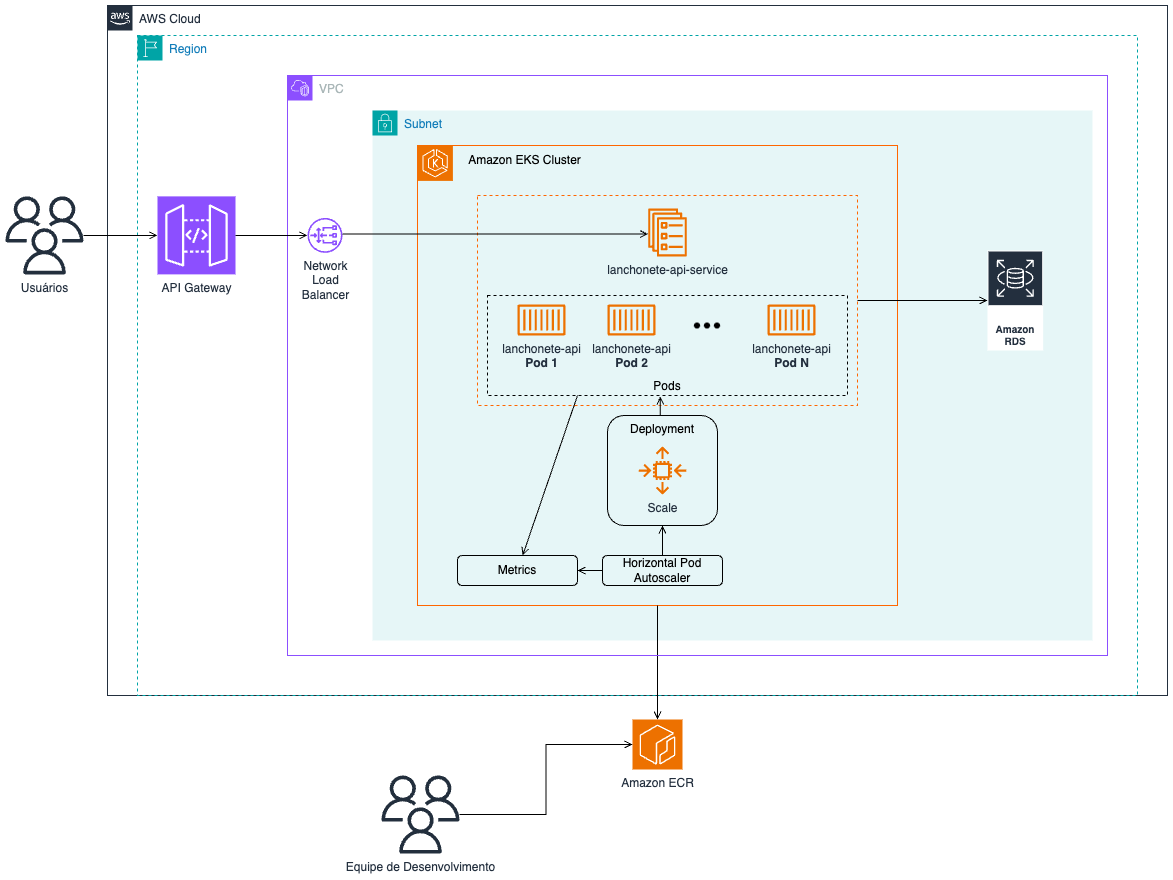 aws
AWS Cloud
Region
VPC
Subnet
Amazon EKS Cluster
Usuários
API Gateway
Network
Load
Balancer
lanchonete-api-service
lanchonete-api
Pod 1
lanchonete-api
Pod 2
lanchonete-api
Pod N
Pods
Amazon
RDS
Deployment
Scale
Metrics
Horizontal Pod
Autoscaler
Amazon ECR
Equipe de Desenvolvimento